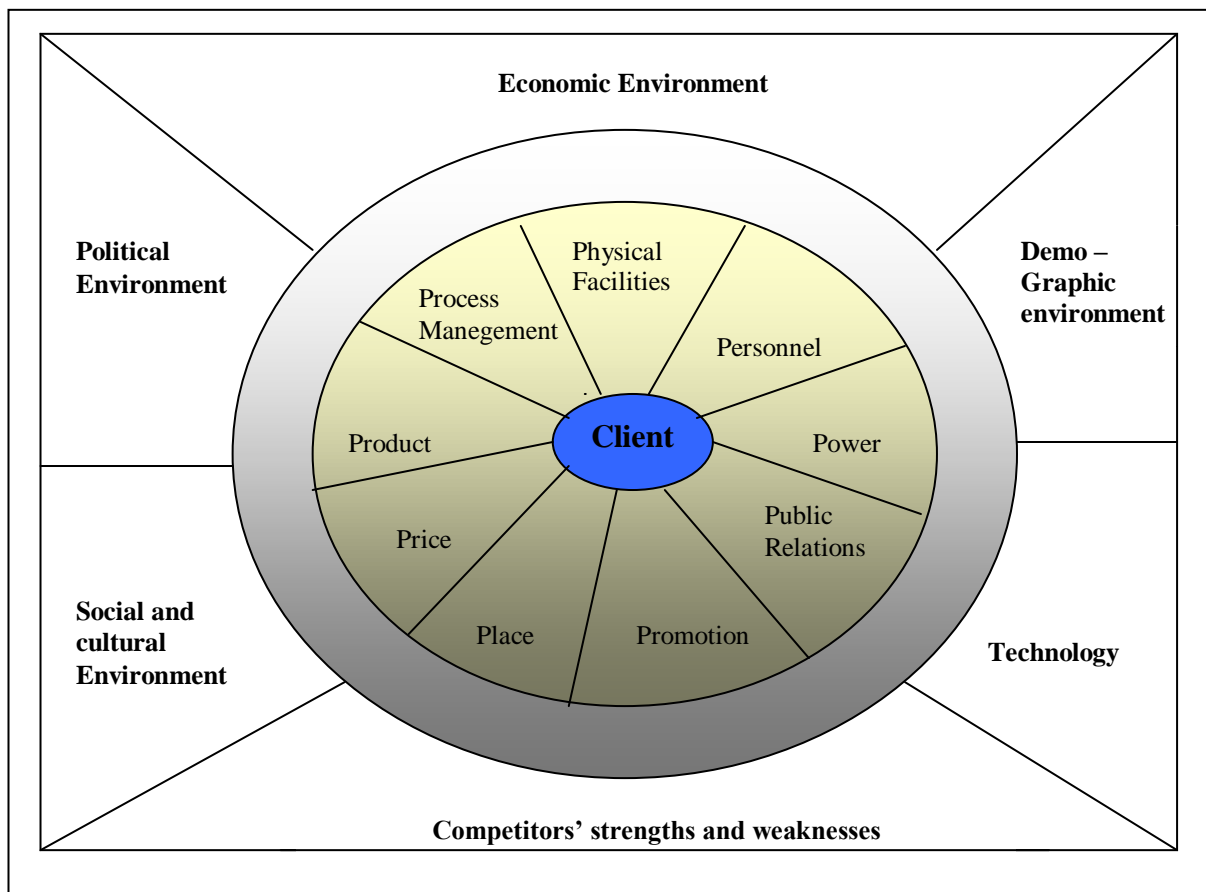 Economic Environment
Political
Environment
Demo –
Graphic
environment
Physical
Facilities
Process
Manegement
Personnel
Product
Client
Power
Price
Public
Relations
Place
Promotion
Social and
cultural
Environment
Technology
Competitors’ strengths and weaknesses